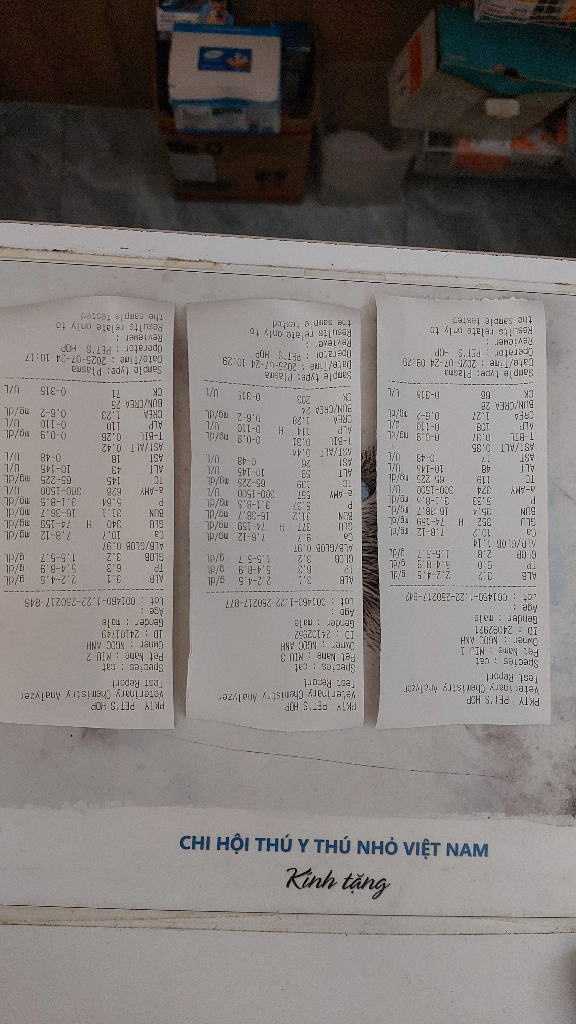 PKTY PET'S HOP
Veterinary Chemistry Analyzer
Test Report
Species : cat
Pet Name : MIU 1
Owner : NGOC ANH
ID : 24092921
Gender : male
Age :
Lot : 001460-1.22-250217-942
ALB 3.2 2.2-4.5 g/dL
TP 6.0 5.4-8.9 g/dL
GLOB 2.8 1.5-5.7 g/dL
ALB/GLOB 1.14
Ca 10.2 7.8-12 mg/dL
GLU 352 H 74-159 mg/dL
BUN 35.4 16-38.7 mg/dL
P 5.33 3.1-8.5 mg/dL
a-AMY 924 300-1500 U/L
TC 65-225 mg/dL
ALT 48 10-145 U/L
AST 17 0-48 U/L
AST/ALT 0.35
T-BIL 0.37 0-0.9 mg/dL
ALP 108 0-110 U/L
CREA 1.27 0.6-2 mg/dL
BUN/CREA 28
CK 66 0-315 U/L
Sample type: Plasma
Date/Time : 2025-07-24 09:29
Operator : PET'S HOP
Reviewer :
Results relate only to
the sample tested
PKTY PET'S HOP
Veterinary Chemistry Analyzer
Test Report
Species : cat
Pet Name : MIU 3
Owner : NGOC ANH
ID : 24122962
Gender : male
Age :
Lot : 001460-1.22-250217-877
ALB 3.1 2.2-4.5 g/dL
TP 6.3 5.4-8.9 g/dL
GLOB 3.2 1.5-5.7 g/dL
ALB/GLOB 0.97
Ca 9.7 7.8-12 mg/dL
GLU 377 H 74-159 mg/dL
BUN 31.2 16-38.7 mg/dL
P 5.37 3.1-8.5 mg/dL
a-AMY 597 300-1500 U/L
TC 139 65-225 mg/dL
ALT 59 10-145 U/L
AST 26 0-48 U/L
AST/ALT 0.44
T-BIL 0.31 0-0.9 mg/dL
ALP 114 H 0-110 U/L
CREA 1.29 0.6-2 mg/dL
BUN/CREA 24
CK 203 0-315 U/L
Sample type: Plasma
Date/Time : 2025-07-24 10:29
Operator : PET'S HOP
Reviewer :
Results relate only to
the sample tested
PKTY PET'S HOP
Veterinary Chemistry Analyzer
Test Report
Species : cat
Pet Name : MIU 2
Owner : NGOC ANH
ID : 24101749
Gender : male
Age :
Lot : 001460-1.22-250217-846
ALB 3.1 2.2-4.5 g/dL
TP 6.3 5.4-8.9 g/dL
GLOB 3.2 1.5-5.7 g/dL
ALB/GLOB 0.97
Ca 10.7 7.8-12 mg/dL
GLU 340 H 74-159 mg/dL
BUN 31.1 16-38.7 mg/dL
P 5.84 3.1-8.5 mg/dL
a-AMY 626 300-1500 U/L
TC 145 65-225 mg/dL
ALT 43 10-145 U/L
AST 18 0-48 U/L
AST/ALT 0.42
T-BIL 0.28 0-0.9 mg/dL
ALP 110 0-110 U/L
CREA 1.23 0.6-2 mg/dL
BUN/CREA 25
CK 71 0-315 U/L
Sample type: Plasma
Date/Time : 2025-07-24 10:17
Operator : PET'S HOP
Reviewer :
Results relate only to
the sample tested
CHI HỘI THÚ Y THÚ NHỎ VIỆT NAM
Kính tặng